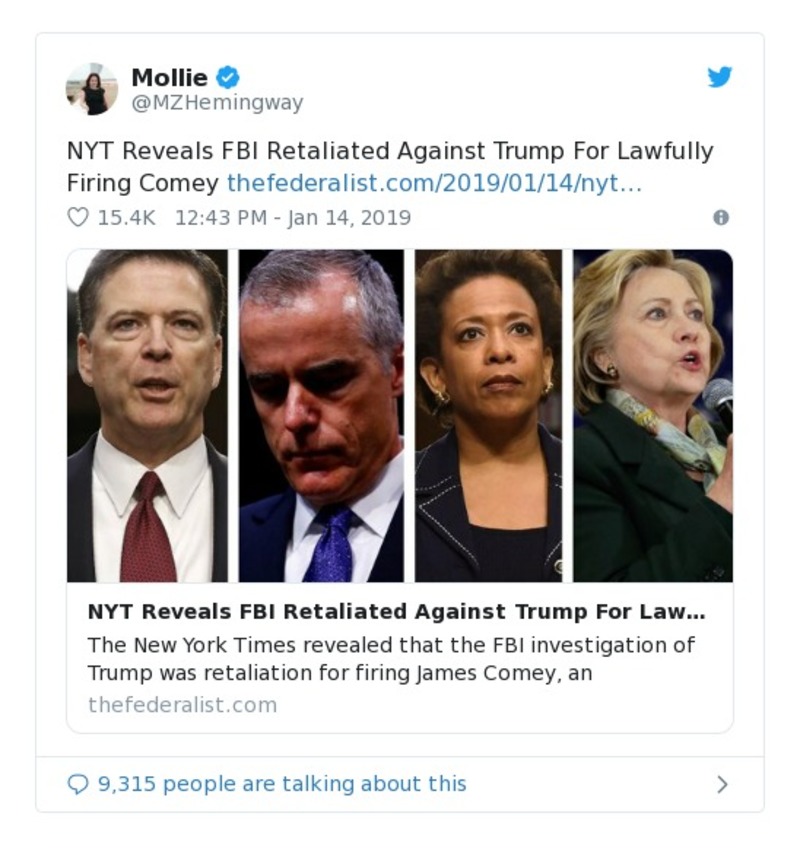 Mollie
@MZHemingway
NYT Reveals FBI Retaliated Against Trump For Lawfully
Firing Comey thefederalist.com/2019/01/14/nyt…
15.4K 12:43 PM - Jan 14, 2019
NYT Reveals FBI Retaliated Against Trump For Law…
The New York Times revealed that the FBI investigation of
Trump was retaliation for firing James Comey, an
thefederalist.com
9,315 people are talking about this